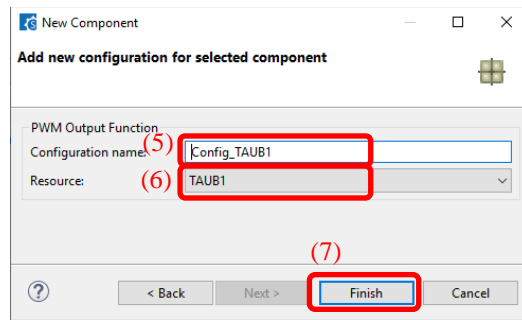 New Component
Add new configuration for selected component
PWM Output Function
Configuration name: (5) Config_TAUB1
Resource: (6) TAUB1
(7)
? < Back Next > Finish Cancel